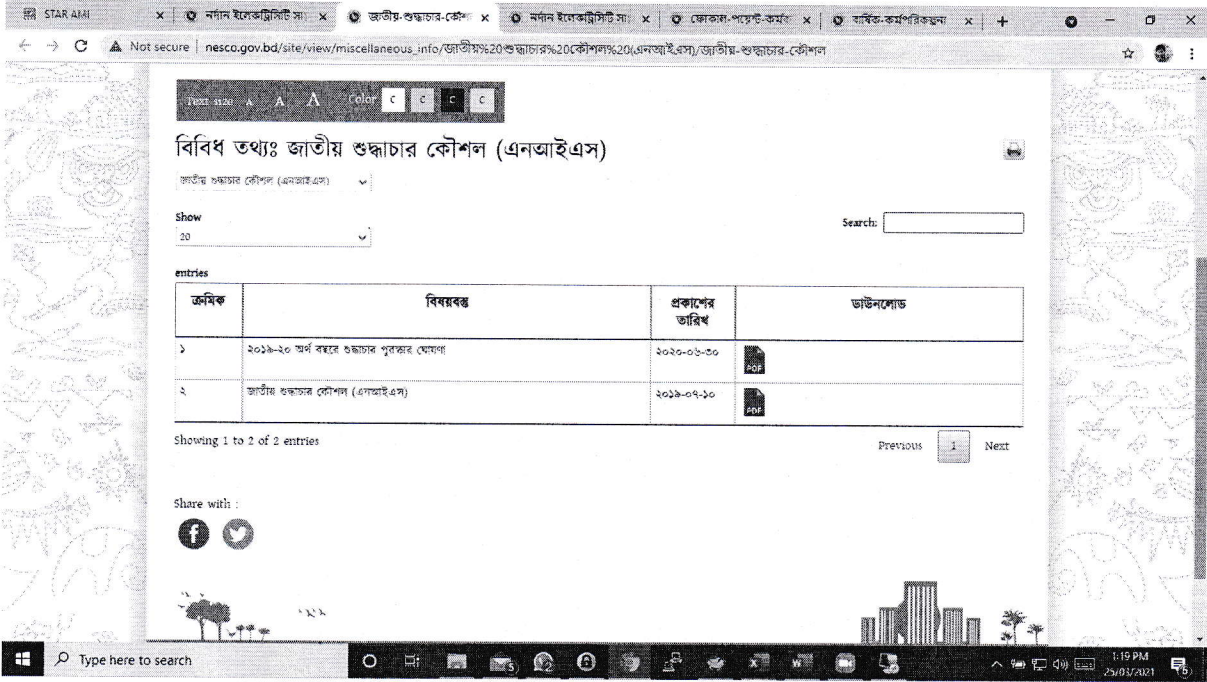 STAR AMI
নর্দান ইলেকট্রিসিটি সা
জাতীয়-শুদ্ধাচার-কৌশ
নর্দান ইলেকট্রিসিটি সা
ফোকাল-পয়েন্ট-কর্মক
বার্ষিক-কর্মপরিকল্পনা
Not secure | nesco.gov.bd/site/view/miscellaneous_info/জাতীয়%20শুদ্ধাচার%20কৌশল%20(এনআইএস)/জাতীয়-শুদ্ধাচার-কৌশল
Text size A A A Color C C C C
বিবিধ তথ্যঃ জাতীয় শুদ্ধাচার কৌশল (এনআইএস)
জাতীয় শুদ্ধাচার কৌশল (এনআইএস)
Show
Search:
20
entries
ক্রমিক বিষয়বস্তু প্রকাশের তারিখ ডাউনলোড
১ ২০১৯-২০ অর্থ বছরে শুদ্ধাচার পুরস্কার ঘোষণা ২০২০-০৬-৩০ PDF
২ জাতীয় শুদ্ধাচার কৌশল (এনআইএস) ২০১৯-০৭-১০ PDF
Showing 1 to 2 of 2 entries
Previous 1 Next
Share with :
Type here to search
1:19 PM
25/03/2021